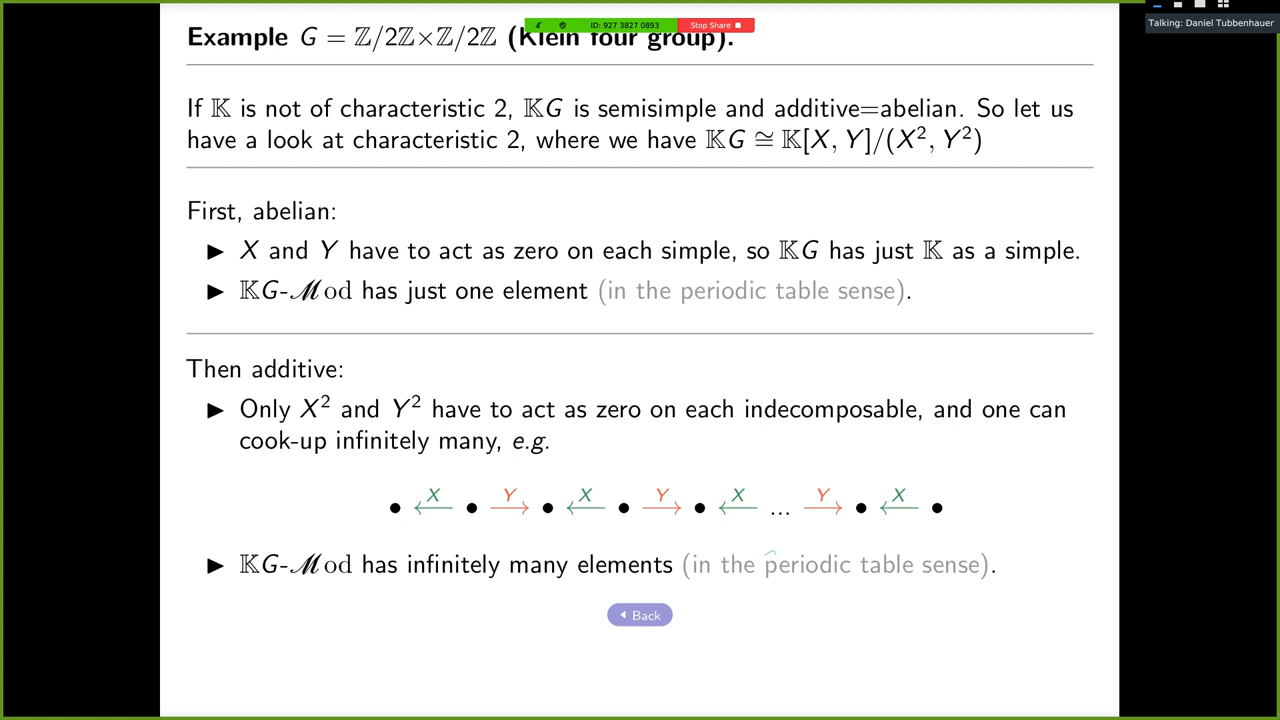 ID: 927 3827 0893 Stop Share
Talking: Daniel Tubbenhauer
Example G = ℤ/2ℤ×ℤ/2ℤ (Klein four group).
If 𝕂 is not of characteristic 2, 𝕂G is semisimple and additive=abelian. So let us
have a look at characteristic 2, where we have 𝕂G ≅ 𝕂[X, Y]/(X², Y²)
First, abelian:
▶ X and Y have to act as zero on each simple, so 𝕂G has just 𝕂 as a simple.
▶ 𝕂G-ℳod has just one element (in the periodic table sense).
Then additive:
▶ Only X² and Y² have to act as zero on each indecomposable, and one can
cook-up infinitely many, e.g.
X Y X Y X ... Y X
▶ 𝕂G-ℳod has infinitely many elements (in the periodic table sense).
Back